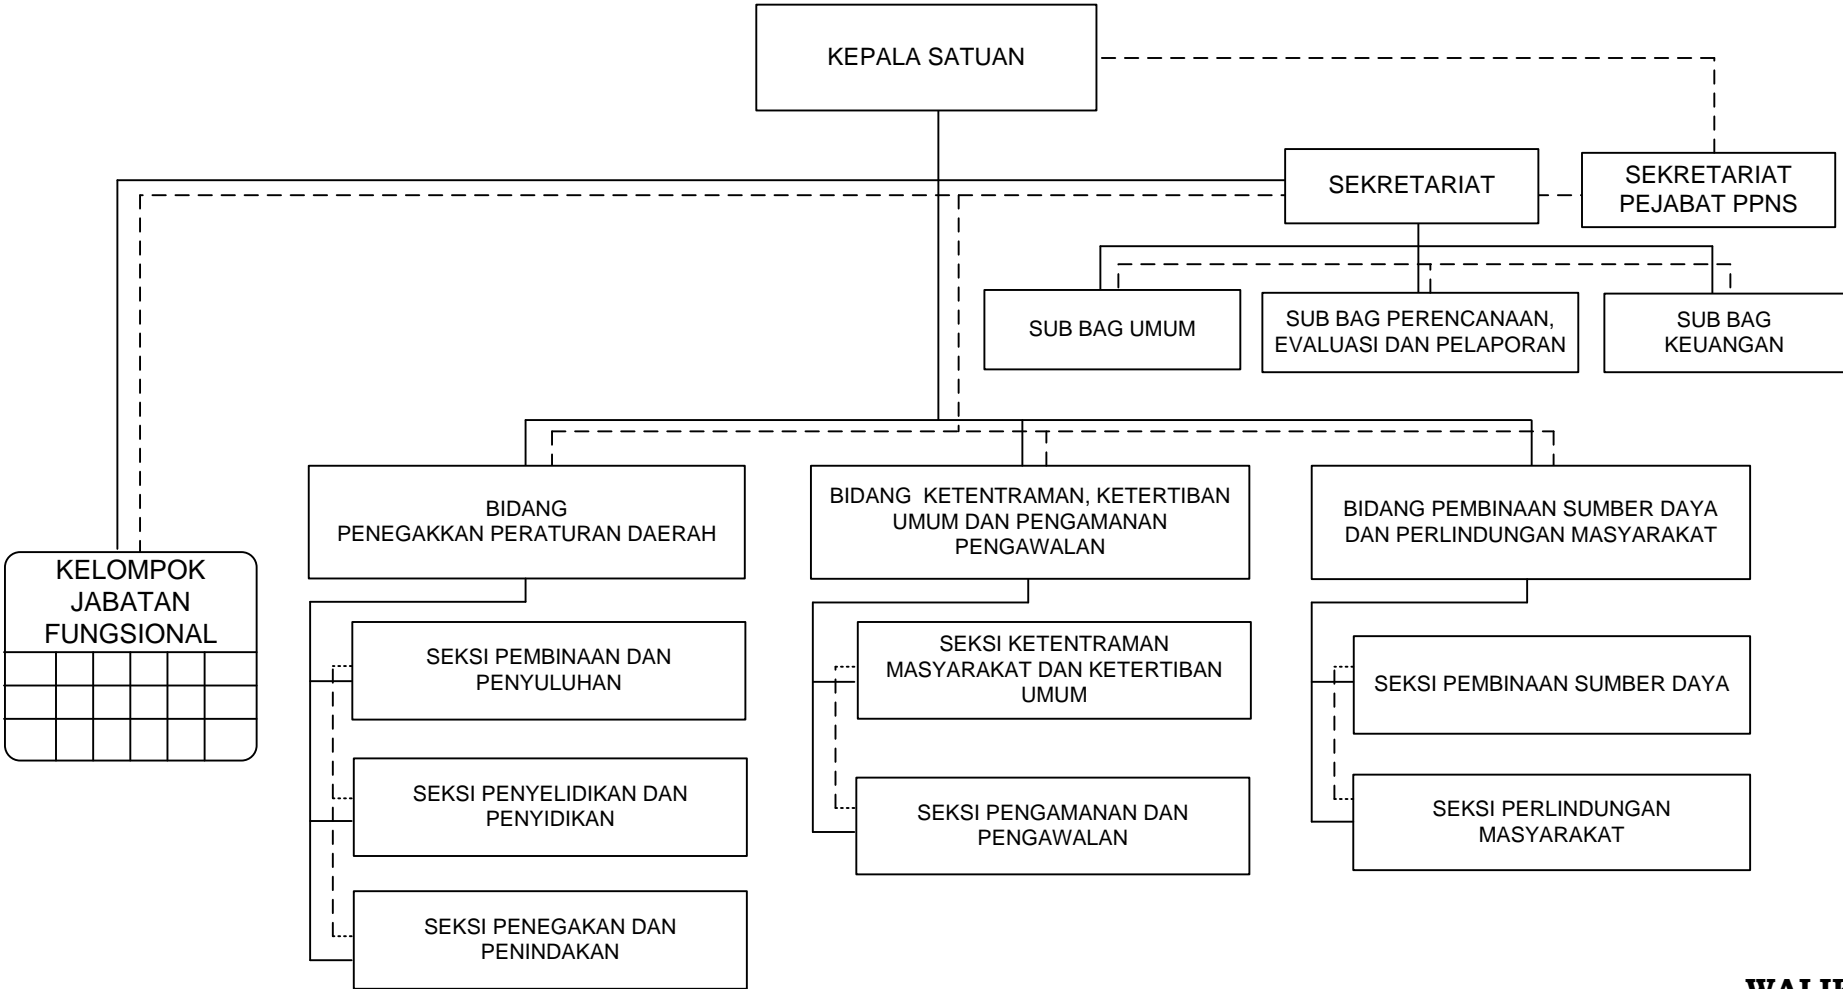 KEPALA SATUAN
SEKRETARIAT
SEKRETARIAT
PEJABAT PPNS
SUB BAG UMUM
SUB BAG PERENCANAAN,
EVALUASI DAN PELAPORAN
SUB BAG
KEUANGAN
BIDANG
PENEGAKKAN PERATURAN DAERAH
BIDANG KETENTRAMAN, KETERTIBAN
UMUM DAN PENGAMANAN
PENGAWALAN
BIDANG PEMBINAAN SUMBER DAYA
DAN PERLINDUNGAN MASYARAKAT
KELOMPOK
JABATAN
FUNGSIONAL
SEKSI PEMBINAAN DAN
PENYULUHAN
SEKSI KETENTRAMAN
MASYARAKAT DAN KETERTIBAN
UMUM
SEKSI PEMBINAAN SUMBER DAYA
SEKSI PENYELIDIKAN DAN
PENYIDIKAN
SEKSI PENGAMANAN DAN
PENGAWALAN
SEKSI PERLINDUNGAN
MASYARAKAT
SEKSI PENEGAKAN DAN
PENINDAKAN